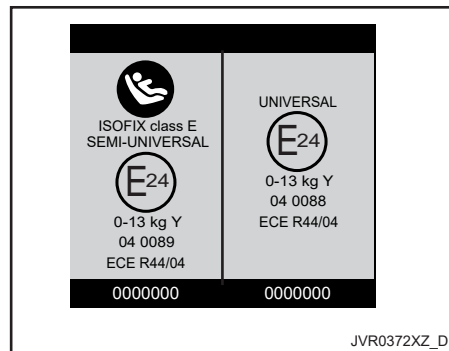 ISOFIX class E
SEMI-UNIVERSAL
E24
0-13 kg Y
04 0089
ECE R44/04
0000000
UNIVERSAL
E24
0-13 kg Y
04 0088
ECE R44/04
0000000
JVR0372XZ_D